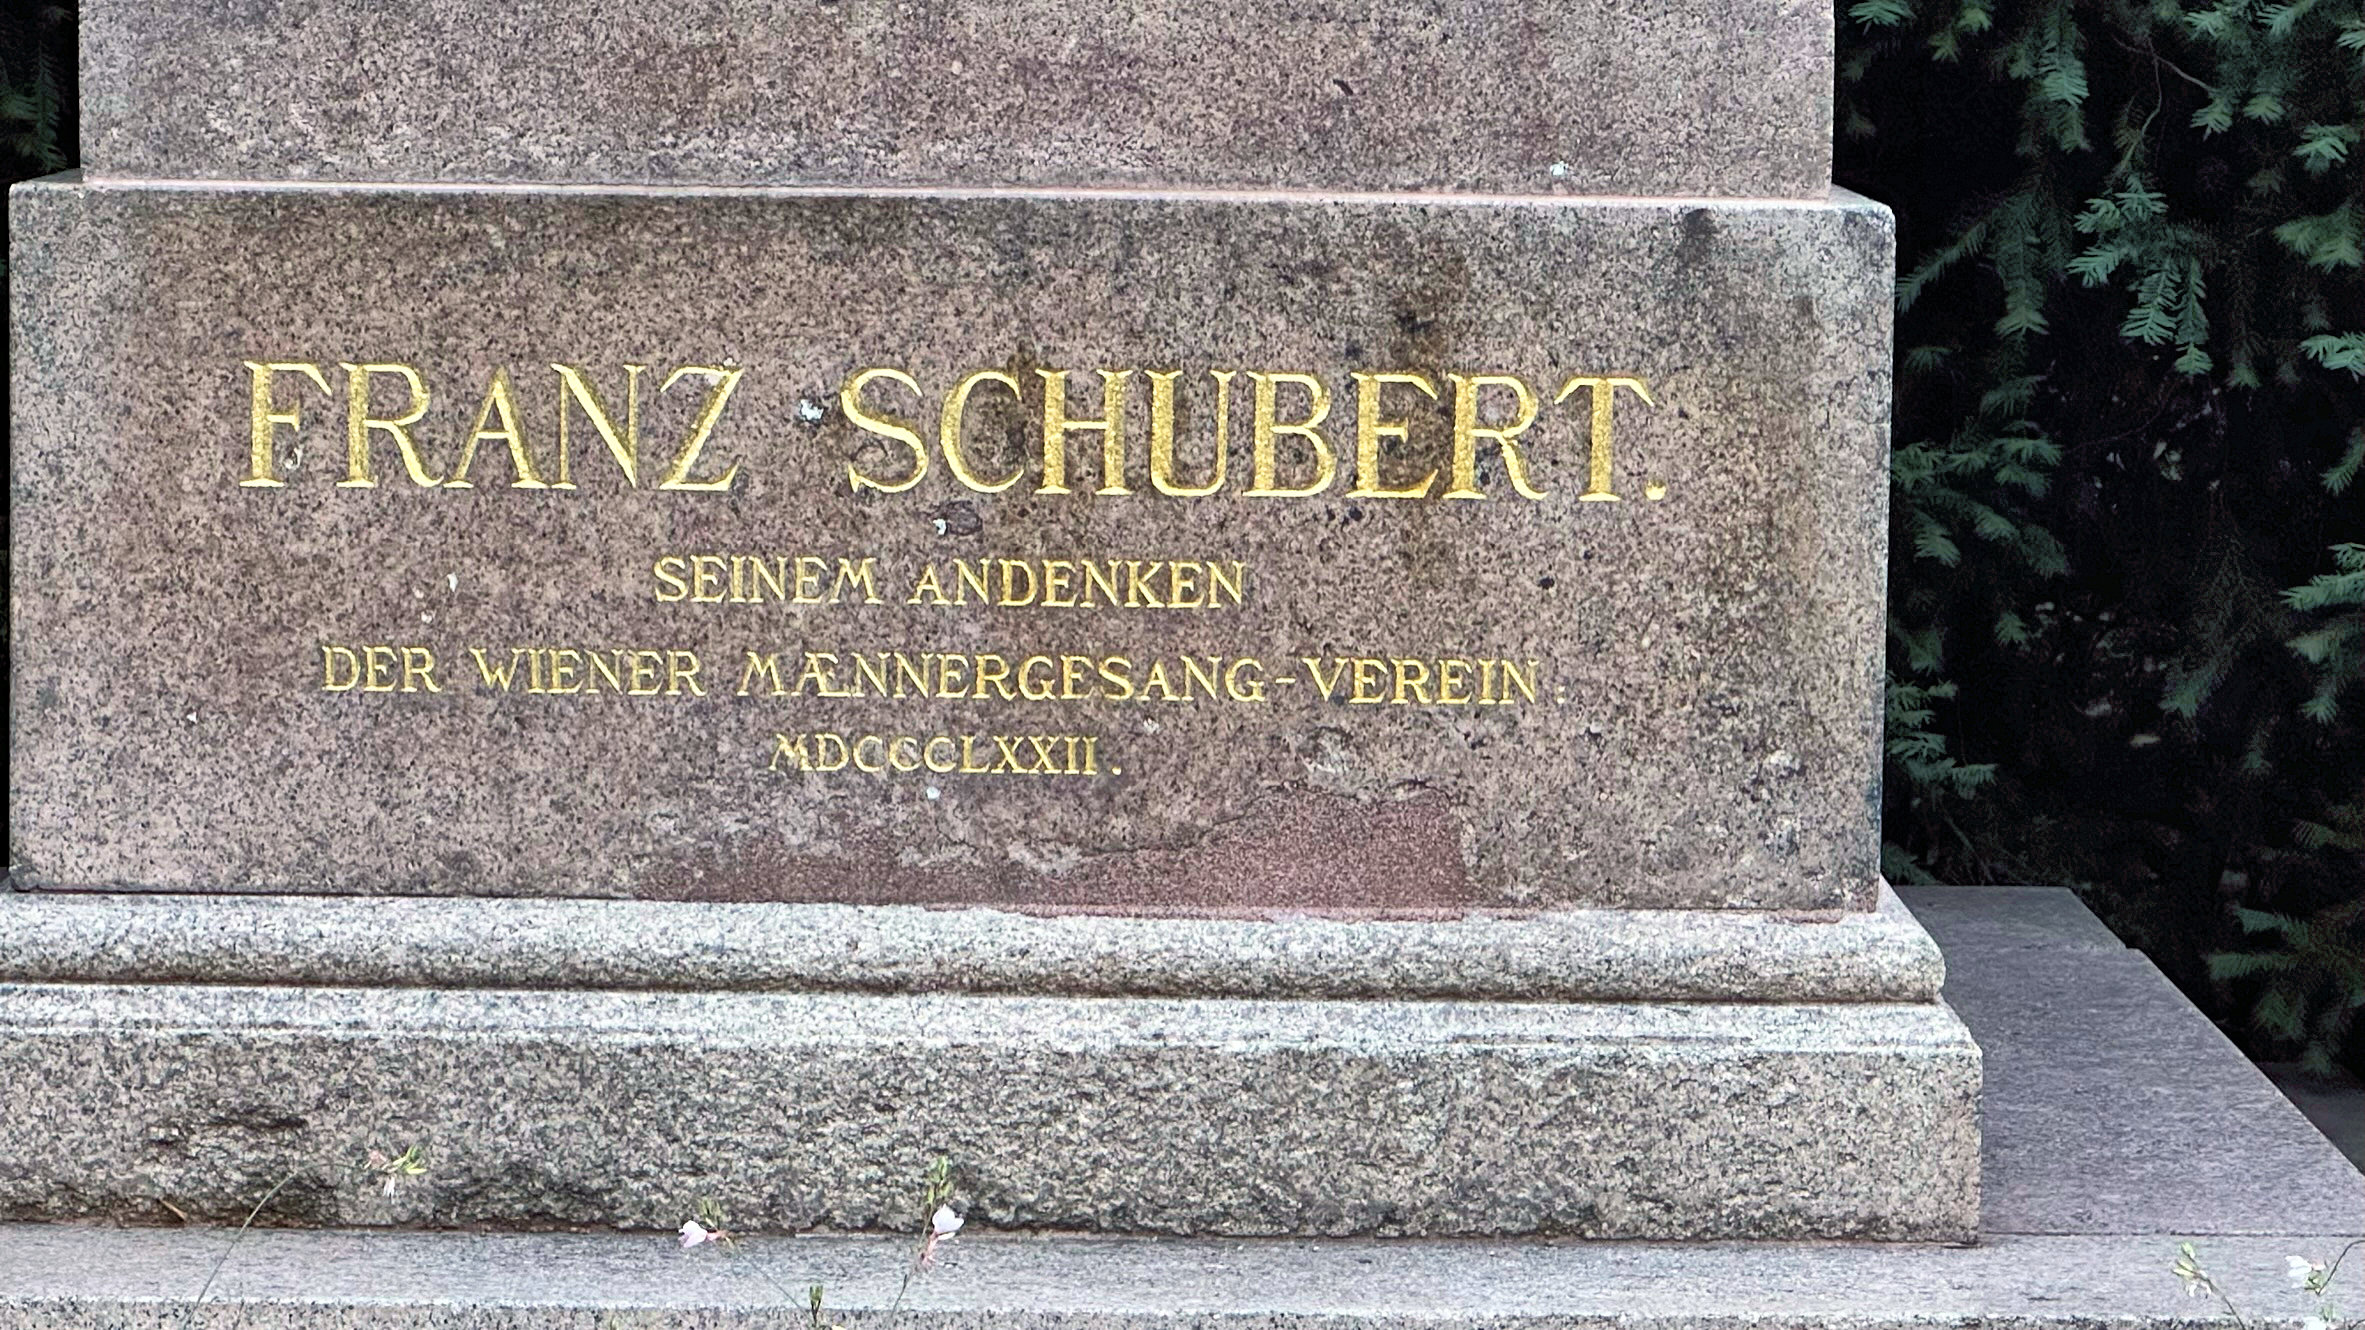 FRANZ SCHUBERT.
SEINEM ANDENKEN
DER WIENER MÆNNERGESANG-VEREIN:
MDCCCLXXII.